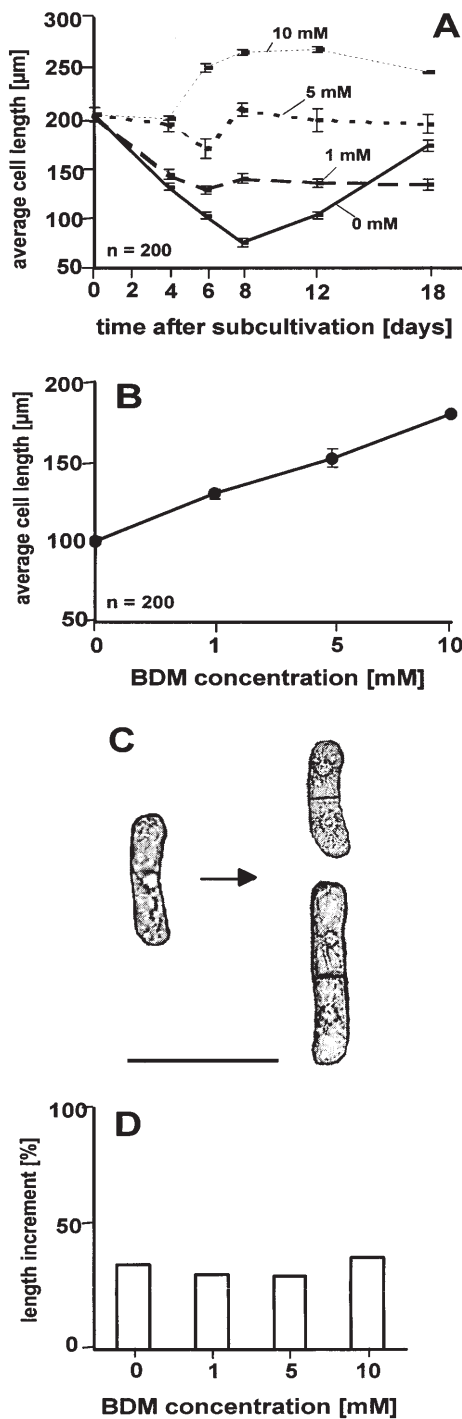 A
300
250
200
150
100
50
average cell length [µm]
10 mM
5 mM
1 mM
0 mM
n = 200
0 2 4 6 8 12 18
time after subcultivation [days]
B
200
150
100
50
average cell length [µm]
n = 200
0 1 5 10
BDM concentration [mM]
C
D
100
50
0
length increment [%]
0 1 5 10
BDM concentration [mM]